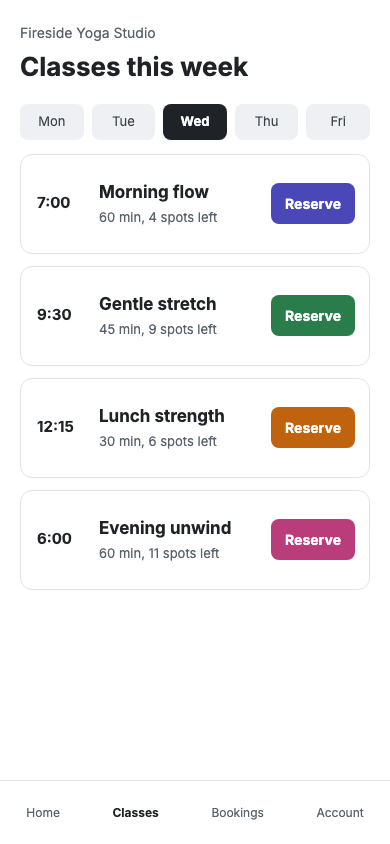 Fireside Yoga Studio
Classes this week
Mon Tue Wed Thu Fri
7:00 Morning flow Reserve
60 min, 4 spots left
9:30 Gentle stretch Reserve
45 min, 9 spots left
12:15 Lunch strength Reserve
30 min, 6 spots left
6:00 Evening unwind Reserve
60 min, 11 spots left
Home Classes Bookings Account